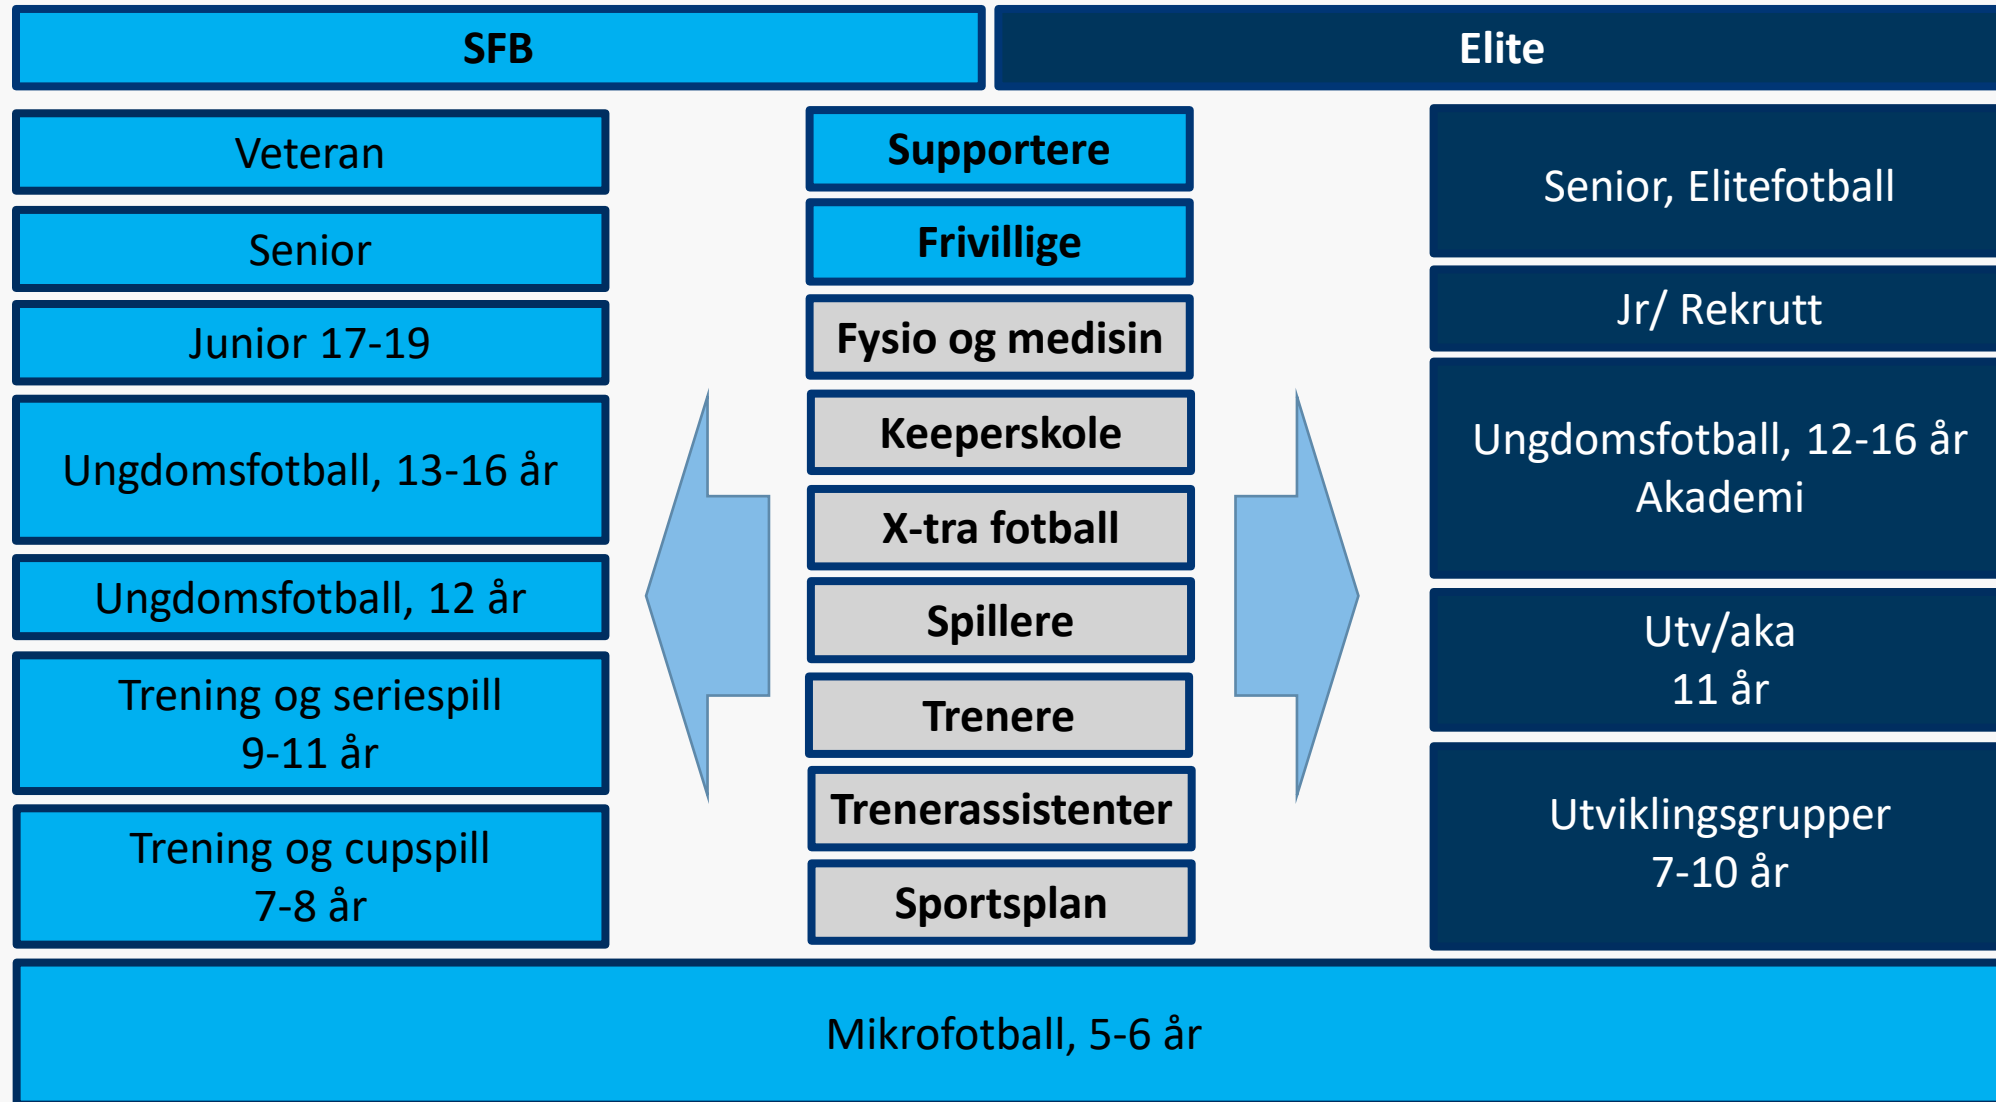 SFB
Elite
Veteran
Senior
Junior 17-19
Ungdomsfotball, 13-16 år
Ungdomsfotball, 12 år
Trening og seriespill
9-11 år
Trening og cupspill
7-8 år
Supportere
Frivillige
Fysio og medisin
Keeperskole
X-tra fotball
Spillere
Trenere
Trenerassistenter
Sportsplan
Senior, Elitefotball
Jr/ Rekrutt
Ungdomsfotball, 12-16 år
Akademi
Utv/aka
11 år
Utviklingsgrupper
7-10 år
Mikrofotball, 5-6 år